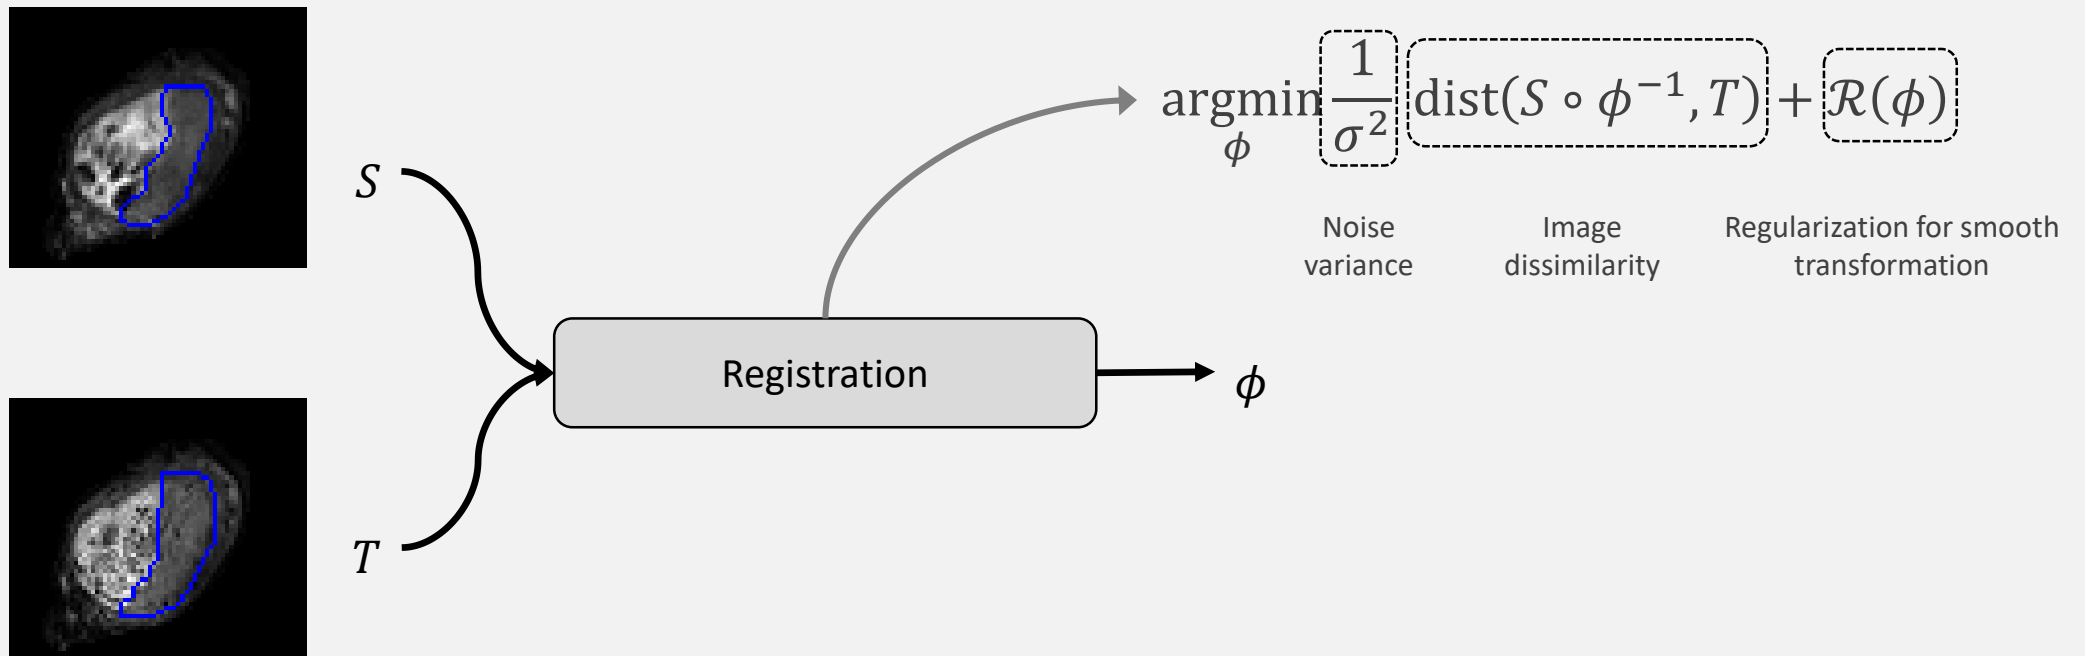 argmin 1/σ² dist(S ∘ ϕ⁻¹, T) + ℛ(ϕ)
ϕ
S
Noise
variance
Image
dissimilarity
Regularization for smooth
transformation
Registration
ϕ
T